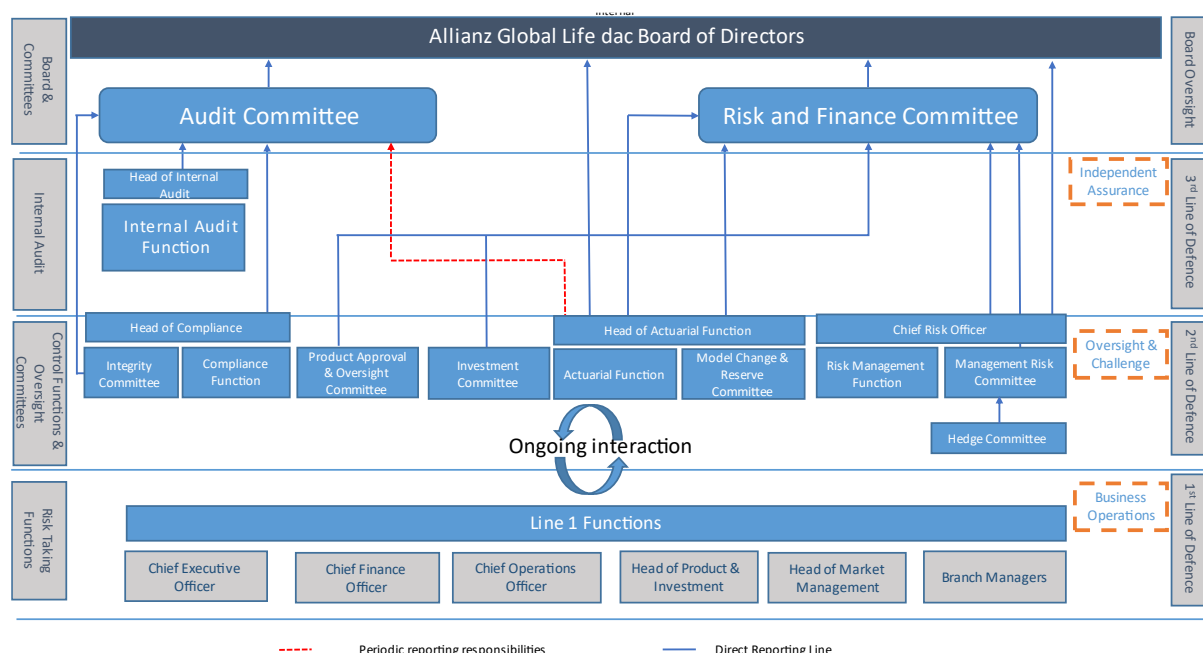 Internal
Allianz Global Life dac Board of Directors
Board &
Committees
Board Oversight
Audit Committee
Risk and Finance Committee
Internal Audit
Head of Internal
Audit
Internal Audit
Function
Independent
Assurance
3rd Line of Defence
Control Functions &
Oversight
Committees
Head of Compliance
Head of Actuarial Function
Chief Risk Officer
Integrity
Committee
Compliance
Function
Product Approval
& Oversight
Committee
Investment
Committee
Actuarial Function
Model Change &
Reserve
Committee
Risk Management
Function
Management Risk
Committee
Hedge Committee
Oversight &
Challenge
2nd Line of Defence
Ongoing interaction
Risk Taking
Functions
Line 1 Functions
Business
Operations
1st Line of Defence
Chief Executive
Officer
Chief Finance
Officer
Chief Operations
Officer
Head of Product &
Investment
Head of Market
Management
Branch Managers
Periodic reporting responsibilities
Direct Reporting Line